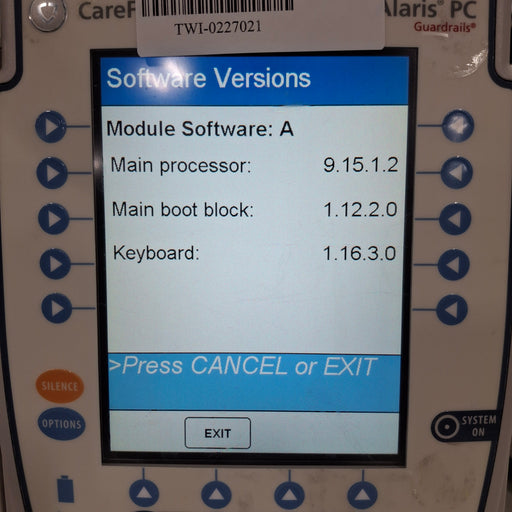 CareF
TWI-0227021
Alaris® PC
Guardrails®
Software Versions
Module Software: A
Main processor: 9.15.1.2
Main boot block: 1.12.2.0
Keyboard: 1.16.3.0
>Press CANCEL or EXIT
SILENCE
OPTIONS
EXIT
SYSTEM
ON